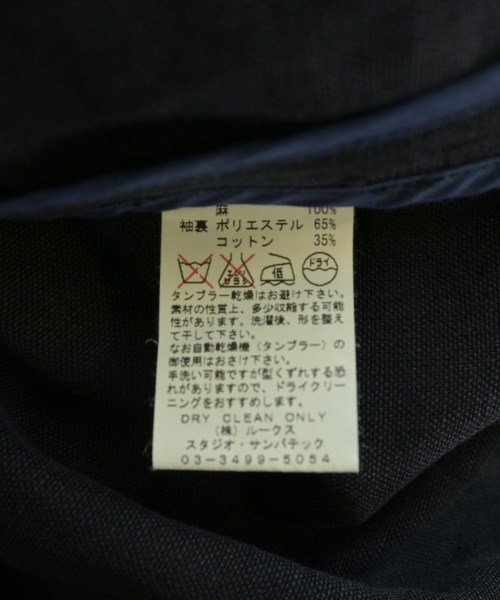 麻 100%
袖裏 ポリエステル 65%
コットン 35%
エンソ サラシ 低 ドライ
タンブラー乾燥はお避け下さい。
素材の性質上、多少収縮する可能
性があります。洗濯後、形を整え
て干して下さい。
なお自動乾燥機（タンブラー）の
御使用はおさけ下さい。
手洗い可能ですが型くずれする恐
れがありますので、ドライクリー
ニングをおすすめします。
DRY CLEAN ONLY
（株）ルークス
スタジオ・サンバテック
03-3499-5054